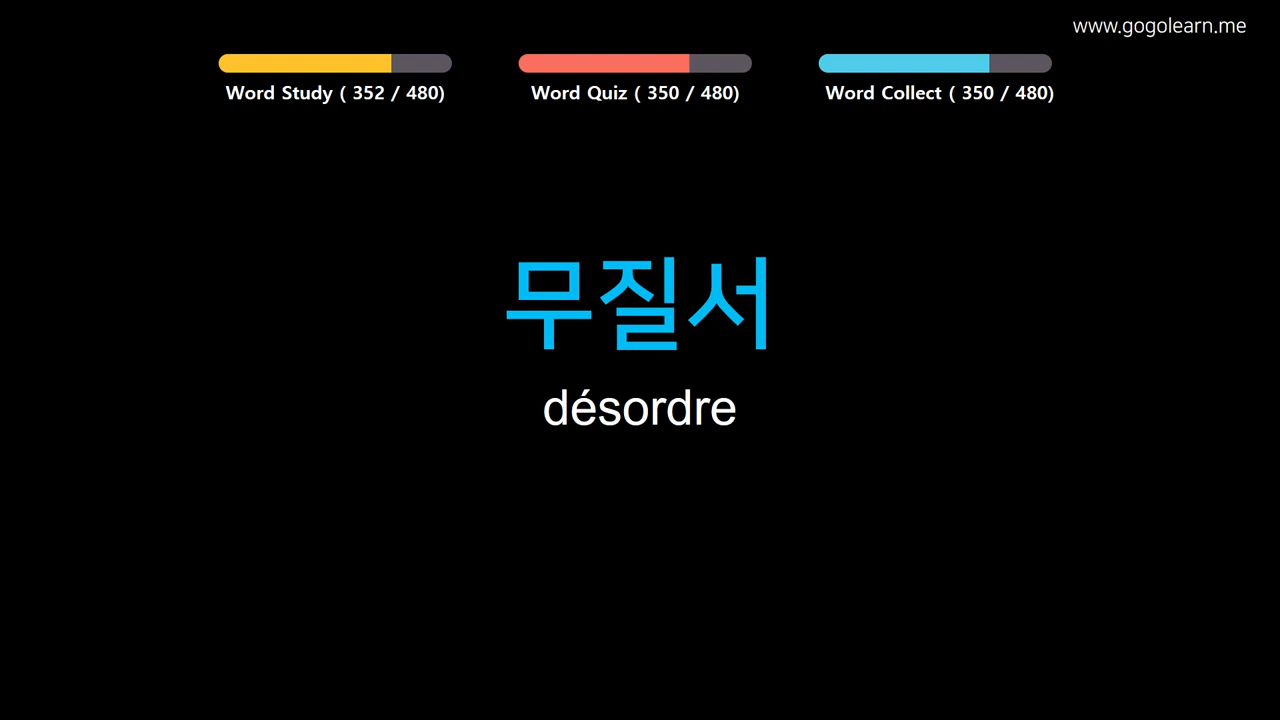 www.gogolearn.me
Word Study ( 352 / 480)
Word Quiz ( 350 / 480)
Word Collect ( 350 / 480)
무질서
désordre